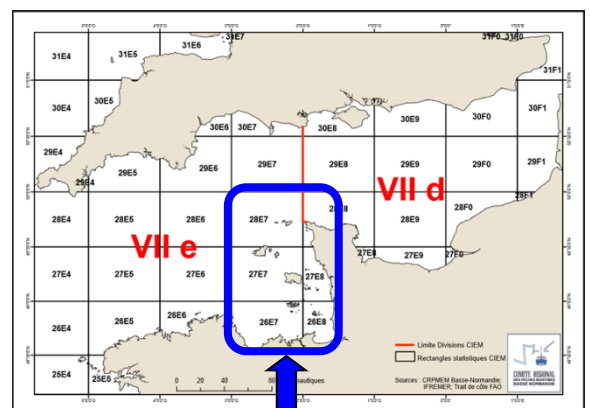 31E4 31E5 31E6 31E7 31F0 31F0 31F1
30E4 30E5 30E6 30E7 30E8 30E9 30F0 30F1
29E4 29E4 29E5 29E6 29E7 29E8 29E9 29F0 29F1
VII d
28E4 28E5 28E6 28E7 28E9 28F0 28F1
VII e
27E4 27E5 27E6 27E7 27E8 27E8 27E9 27F0
26E4 26E5 26E6 26E7 26E8
25E4 25E5
0 20 40 80
Limite Divisions CIEM
Rectangles statistiques CIEM
Sources : CRPMEM Basse-Normandie;
IFREMER; Trait de côte FAO
COMITE REGIONAL
DES PECHES MARITIMES
BASSE NORMANDIE